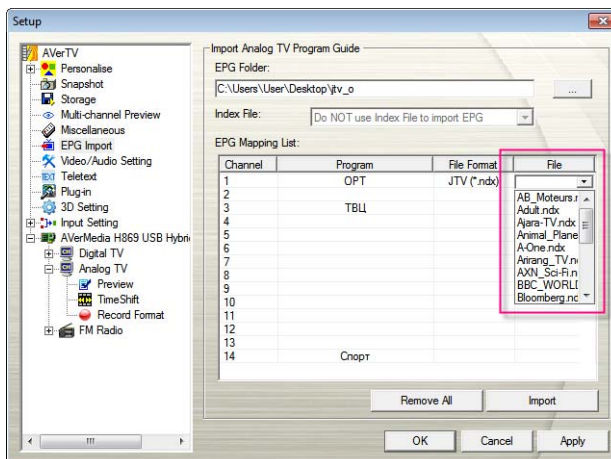 Setup
AVerTV
Personalise
Snapshot
Storage
Multi-channel Preview
Miscellaneous
EPG Import
Video/Audio Setting
TEXT Teletext
Plug-in
3D Setting
Input Setting
AVerMedia H869 USB Hybri
Digital TV
Analog TV
Preview
TimeShift
Record Format
FM Radio
Import Analog TV Program Guide
EPG Folder:
C:\Users\User\Desktop\jtv_o
...
Index File:
Do NOT use Index File to import EPG
EPG Mapping List:
Channel Program File Format File
1 ОРТ JTV (*.ndx)
2
3 ТВЦ
4
5
6
7
8
9
10
11
12
13
14 Спорт
AB_Moteurs.r
Adult.ndx
Ajara-TV.ndx
Animal_Plane
A-One.ndx
Arirang_TV.n
AXN_Sci-Fi.n
BBC_WORL
Bloomberg.nd
Remove All Import
OK Cancel Apply